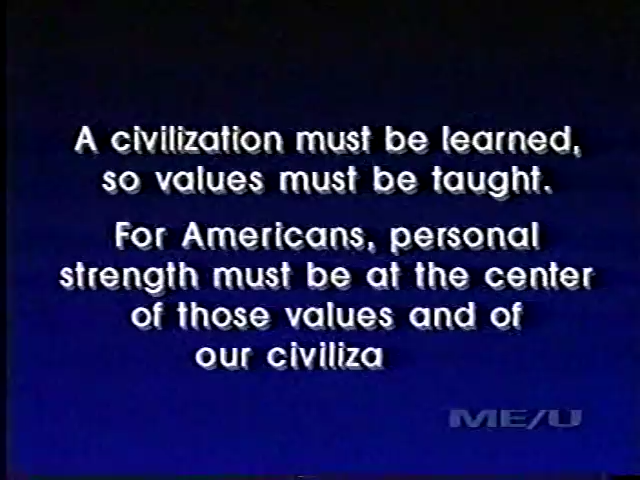 A civilization must be learned,
so values must be taught.
For Americans, personal
strength must be at the center
of those values and of
our civiliza
ME/U